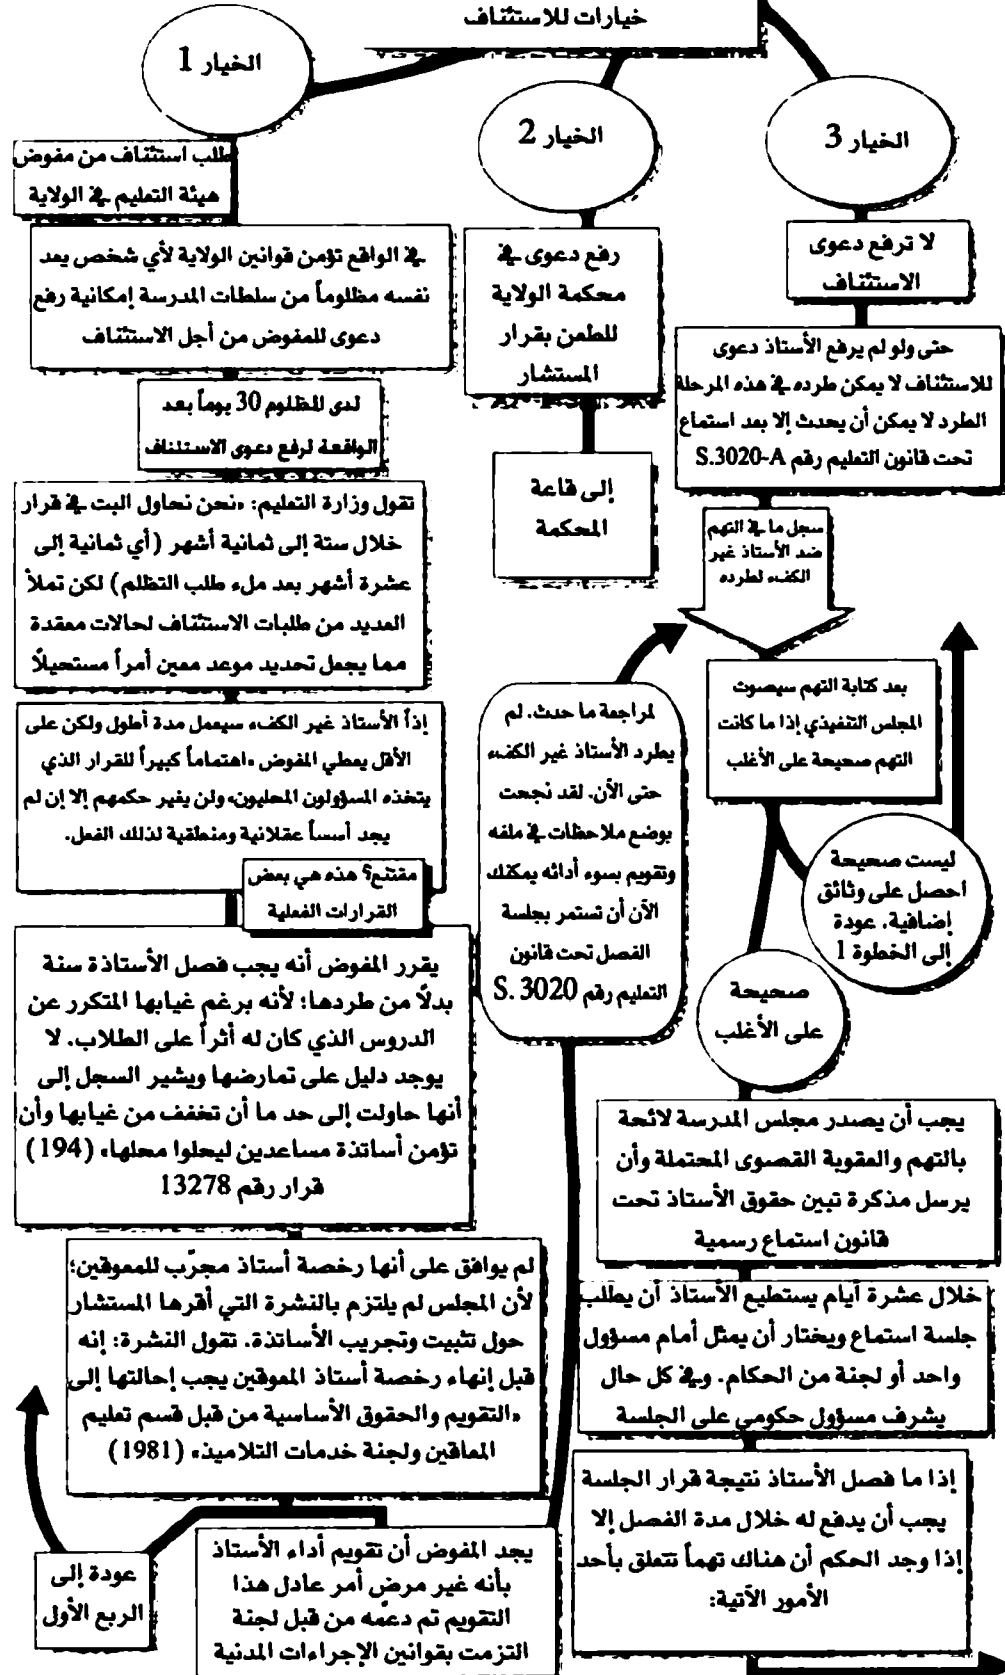 خيارات للاستئناف
الخيار 1
طلب استئناف من مفوض
هيئة التعليم في الولاية
في الواقع تؤمن قوانين الولاية لأي شخص يعد
نفسه مظلوماً من سلطات المدرسة إمكانية رفع
دعوى للمفوض من أجل الاستئناف
لدى المظلوم 30 يوماً بعد
الواقعة لرفع دعوى الاستئناف
تقول وزارة التعليم: «نحن نحاول البت في قرار
خلال ستة إلى ثمانية أشهر (أي ثمانية إلى
عشرة أشهر بعد ملء طلب التظلم) لكن تملأ
العديد من طلبات الاستئناف لحالات معقدة
مما يجعل تحديد موعد معين أمراً مستحيلاً
إذاً الأستاذ غير الكفء سيعمل مدة أطول ولكن على
الأقل يعطي المفوض «اهتماماً كبيراً للقرار الذي
يتخذه المسؤولون المحليون» ولن يغير حكمهم إلا إن لم
يجد أسساً عقلانية ومنطقية لذلك الفعل.
مقتنع؟ هذه هي بعض
القرارات الفعلية
يقرر المفوض أنه يجب فصل الأستاذة سنة
بدلاً من طردها؛ لأنه برغم غيابها المتكرر عن
الدروس الذي كان له أثراً على الطلاب. لا
يوجد دليل على تمارضها ويشير السجل إلى
أنها حاولت إلى حد ما أن تخفف من غيابها وأن
تؤمن أساتذة مساعدين ليحلوا محلها» (194)
قرار رقم 13278
لم يوافق على أنها رخصة أستاذ مجرّب للمعوقين؛
لأن المجلس لم يلتزم بالنشرة التي أقرها المستشار
حول تثبيت وتجريب الأساتذة. تقول النشرة: إنه
قبل إنهاء رخصة أستاذ المعوقين يجب إحالتها إلى
«التقويم والحقوق الأساسية من قبل قسم تعليم
المعاقين ولجنة خدمات التلاميذ» (1981)
عودة إلى
الربع الأول
يجد المفوض أن تقويم أداء الأستاذ
بأنه غير مرض أمر عادل هذا
التقويم تم دعمه من قبل لجنة
التزمت بقوانين الإجراءات المدنية
الخيار 2
رفع دعوى في
محكمة الولاية
للطعن بقرار
المستشار
إلى قاعة
المحكمة
لمراجعة ما حدث. لم
يطرد الأستاذ غير الكفء
حتى الآن. لقد نجحت
بوضع ملاحظات في ملفه
وتقويم بسوء أدائه يمكنك
الآن أن تستمر بجلسة
الفصل تحت قانون
التعليم رقم S. 3020
الخيار 3
لا ترفع دعوى
الاستئناف
حتى ولو لم يرفع الأستاذ دعوى
للاستئناف لا يمكن طرده في هذه المرحلة
الطرد لا يمكن أن يحدث إلا بعد استماع
تحت قانون التعليم رقم S.3020-A
سجل ما في التهم
ضد الأستاذ غير
الكفء لطرده
بعد كتابة التهم سيصوت
المجلس التنفيذي إذا ما كانت
التهم صحيحة على الأغلب
ليست صحيحة
احصل على وثائق
إضافية. عودة
إلى الخطوة 1
صحيحة
على الأغلب
يجب أن يصدر مجلس المدرسة لائحة
بالتهم والعقوبة القصوى المحتملة وأن
يرسل مذكرة تبين حقوق الأستاذ تحت
قانون استماع رسمية
خلال عشرة أيام يستطيع الأستاذ أن يطلب
جلسة استماع ويختار أن يمثل أمام مسؤول
واحد أو لجنة من الحكام. وفي كل حال
يشرف مسؤول حكومي على الجلسة
إذا ما فصل الأستاذ نتيجة قرار الجلسة
يجب أن يدفع له خلال مدة الفصل إلا
إذا وجد الحكم أن هناك تهماً تتعلق بأحد
الأمور الآتية: